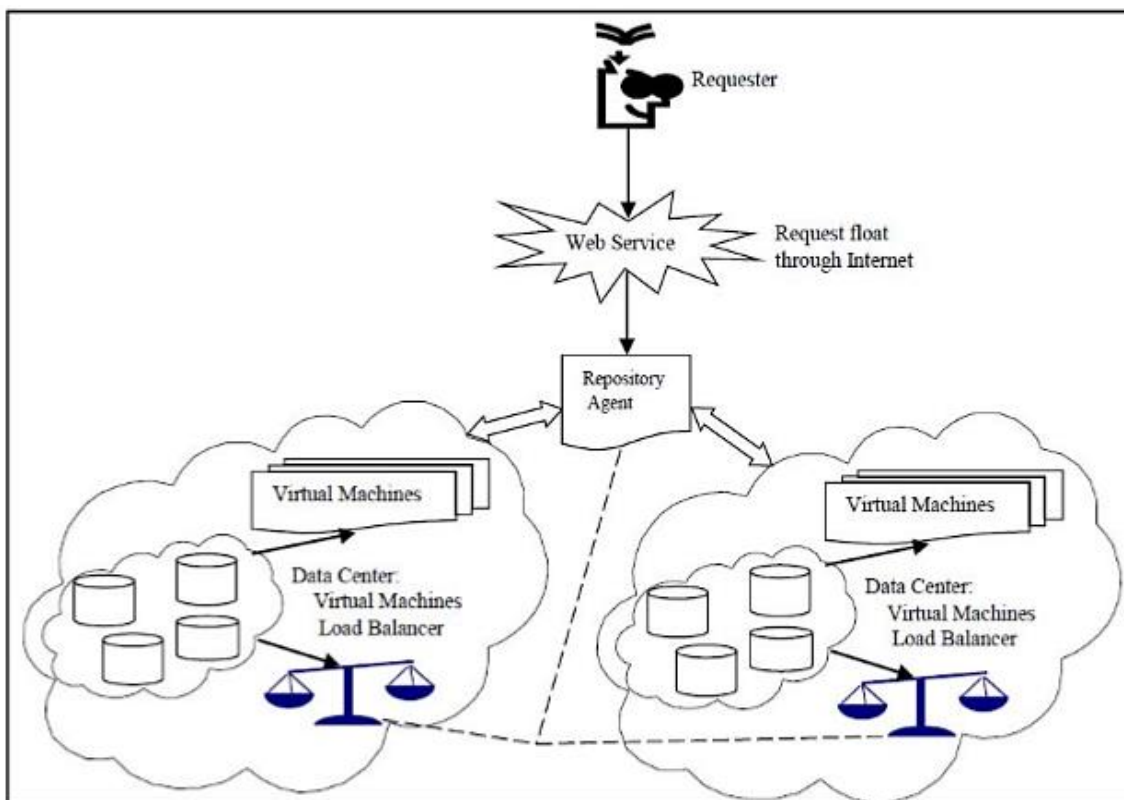 Requester
Web Service
Request float
through Internet
Repository
Agent
Virtual Machines
Data Center:
Virtual Machines
Load Balancer
Virtual Machines
Data Center:
Virtual Machines
Load Balancer